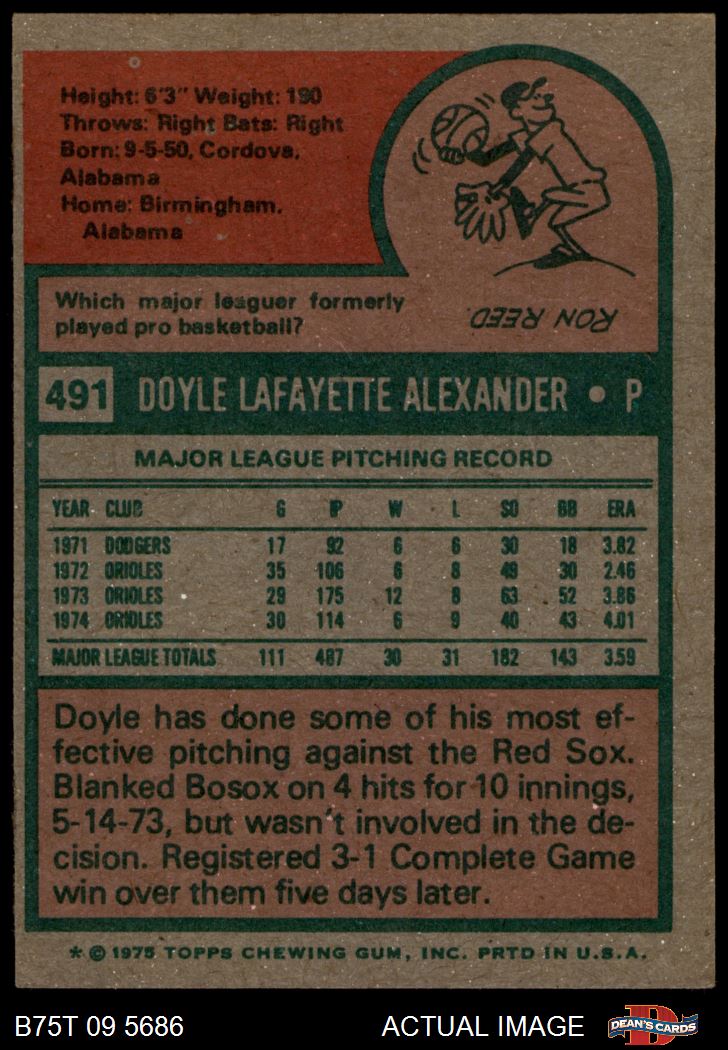 Height: 6'3" Weight: 190
Throws: Right Bats: Right
Born: 9-5-50, Cordova,
Alabama
Home: Birmingham,
Alabama
Which major leaguer formerly
played pro basketball?
RON REED.
491 DOYLE LAFAYETTE ALEXANDER • P
MAJOR LEAGUE PITCHING RECORD
YEAR CLUB G IP W L SO BB ERA
1971 DODGERS 17 92 6 6 30 18 3.82
1972 ORIOLES 35 106 6 8 49 30 2.46
1973 ORIOLES 29 175 12 8 63 52 3.86
1974 ORIOLES 30 114 6 9 40 43 4.01
MAJOR LEAGUE TOTALS 111 487 30 31 182 143 3.59
Doyle has done some of his most ef-
fective pitching against the Red Sox.
Blanked Bosox on 4 hits for 10 innings,
5-14-73, but wasn't involved in the de-
cision. Registered 3-1 Complete Game
win over them five days later.
* © 1975 TOPPS CHEWING GUM, INC. PRTD IN U.S.A.
B75T 09 5686 ACTUAL IMAGE D DEAN'S CARDS